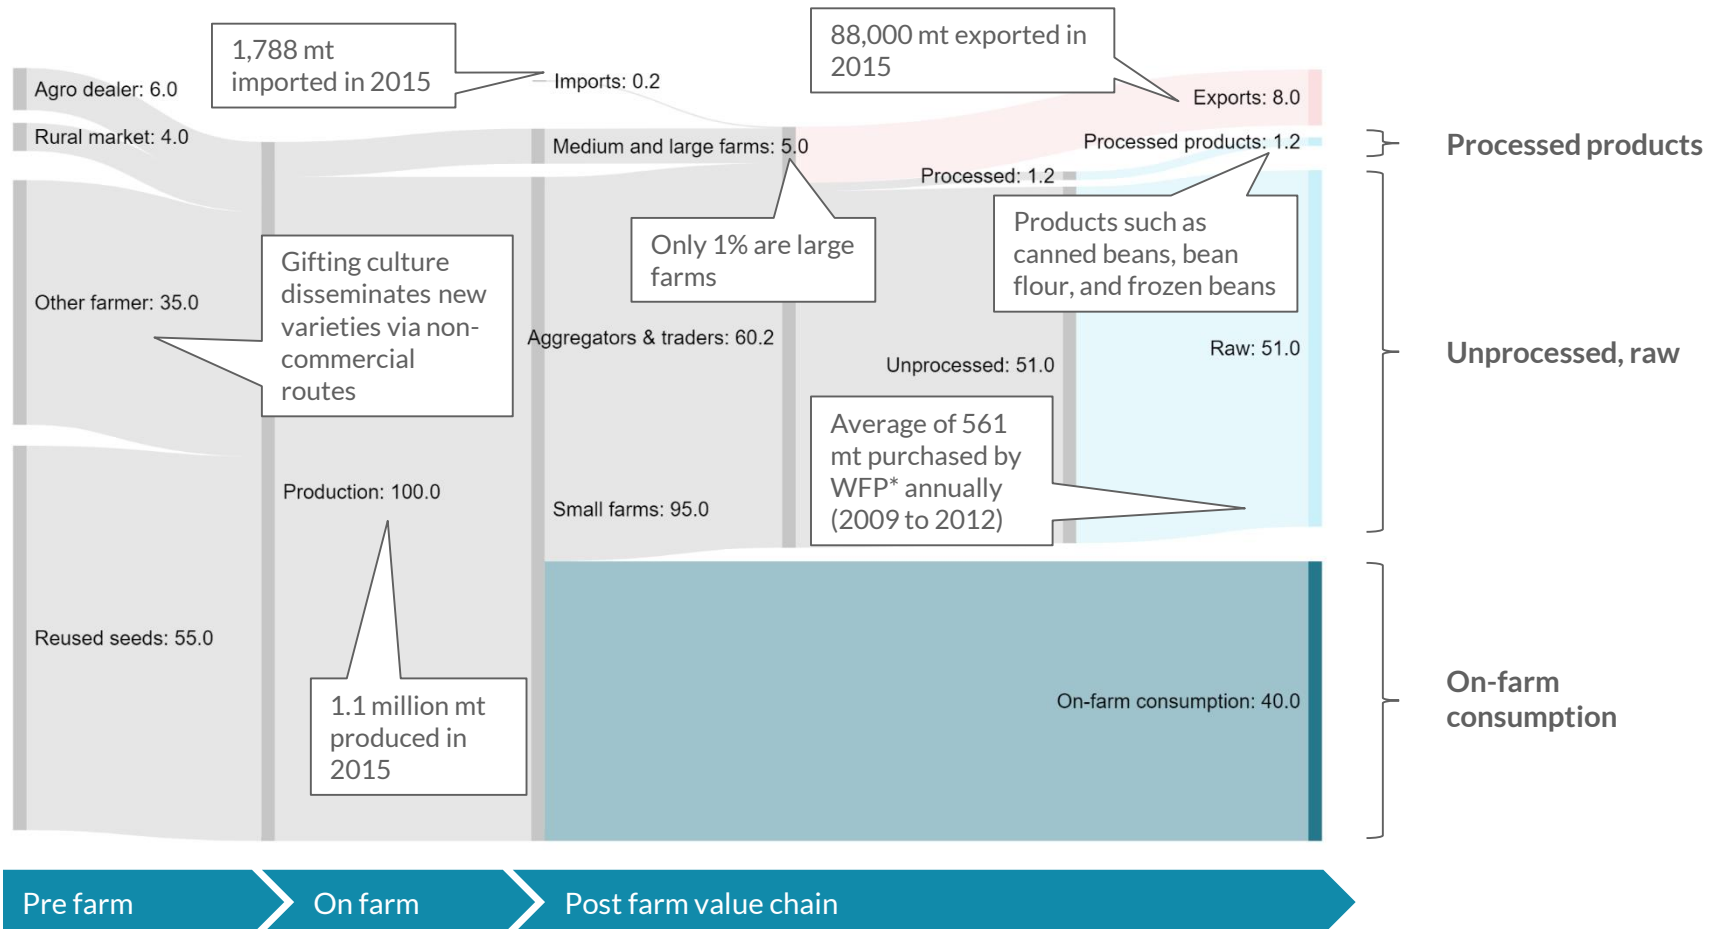 1,788 mt
imported in 2015
88,000 mt exported in
2015
Agro dealer: 6.0
Rural market: 4.0
Other farmer: 35.0
Reused seeds: 55.0
Gifting culture
disseminates new
varieties via non-
commercial
routes
Production: 100.0
1.1 million mt
produced in
2015
Imports: 0.2
Medium and large farms: 5.0
Only 1% are large
farms
Aggregators & traders: 60.2
Small farms: 95.0
Exports: 8.0
Processed products: 1.2
Processed: 1.2
Products such as
canned beans, bean
flour, and frozen beans
Unprocessed: 51.0
Raw: 51.0
Average of 561
mt purchased by
WFP* annually
(2009 to 2012)
On-farm consumption: 40.0
Processed products
Unprocessed, raw
On-farm
consumption
Pre farm
On farm
Post farm value chain